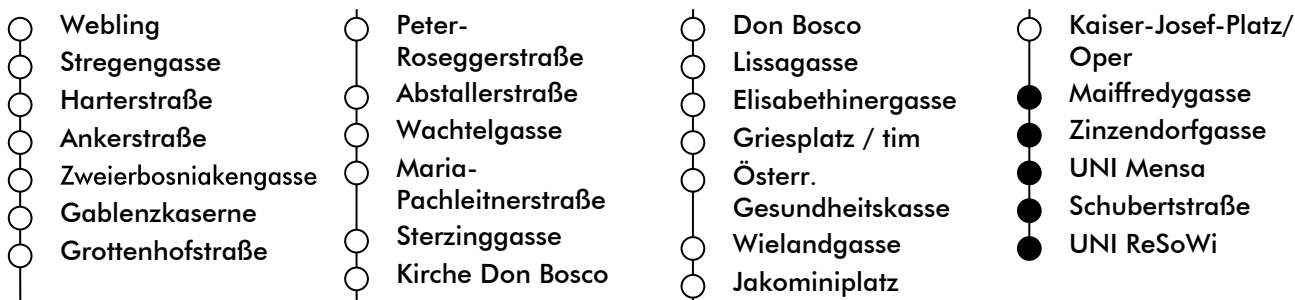 Webling
Stregengasse
Harterstraße
Ankerstraße
Zweierbosniakengasse
Gablenzkaserne
Grottenhofstraße
Peter-
Roseggerstraße
Abstallerstraße
Wachtelgasse
Maria-
Pachleitnerstraße
Sterzinggasse
Kirche Don Bosco
Don Bosco
Lissagasse
Elisabethinergasse
Griesplatz / tim
Österr.
Gesundheitskasse
Wielandgasse
Jakominiplatz
Kaiser-Josef-Platz/
Oper
Maiffredygasse
Zinzendorfgasse
UNI Mensa
Schubertstraße
UNI ReSoWi